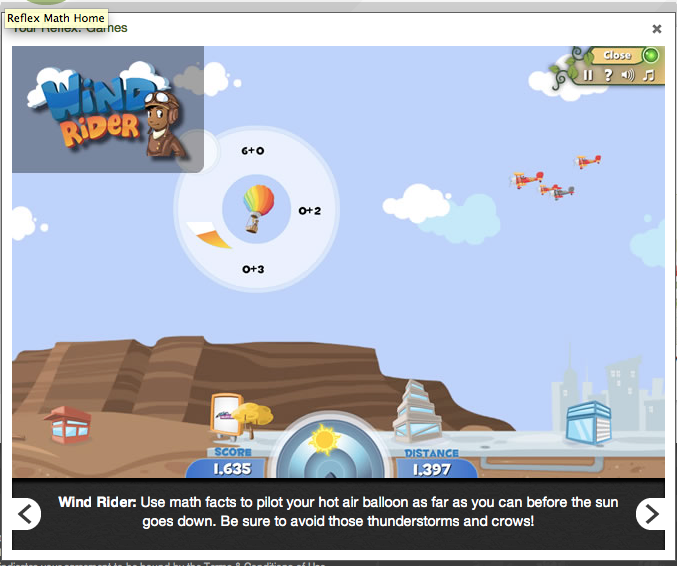 Reflex Math Home
Your Reflex! Games
Close
WIND
RIDER
6+0
0+2
0+3
SCORE
1,635
DISTANCE
1,397
Wind Rider: Use math facts to pilot your hot air balloon as far as you can before the sun
goes down. Be sure to avoid those thunderstorms and crows!
indicates your agreement to be bound by the Terms & Conditions of Use